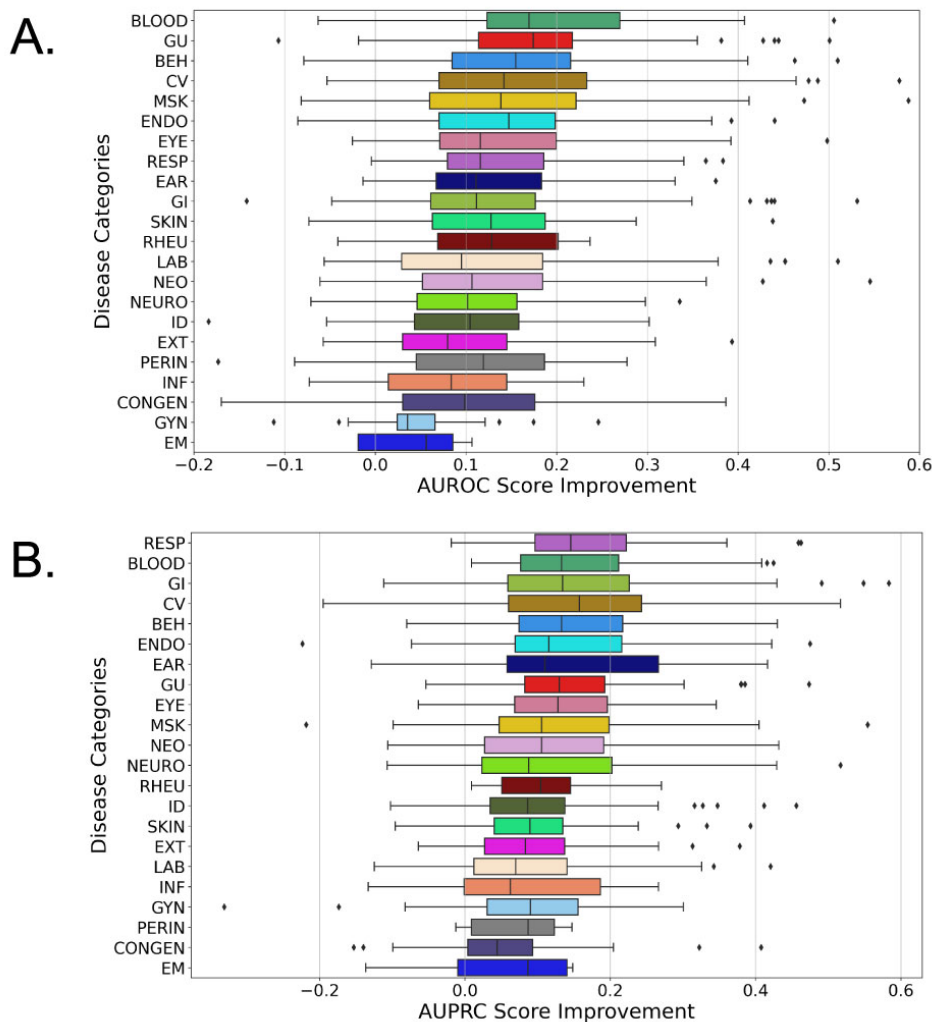 A.
Disease Categories
BLOOD
GU
BEH
CV
MSK
ENDO
EYE
RESP
EAR
GI
SKIN
RHEU
LAB
NEO
NEURO
ID
EXT
PERIN
INF
CONGEN
GYN
EM
−0.2 −0.1 0.0 0.1 0.2 0.3 0.4 0.5 0.6
AUROC Score Improvement
B.
Disease Categories
RESP
BLOOD
GI
CV
BEH
ENDO
EAR
GU
EYE
MSK
NEO
NEURO
RHEU
ID
SKIN
EXT
LAB
INF
GYN
PERIN
CONGEN
EM
−0.2 0.0 0.2 0.4 0.6
AUPRC Score Improvement